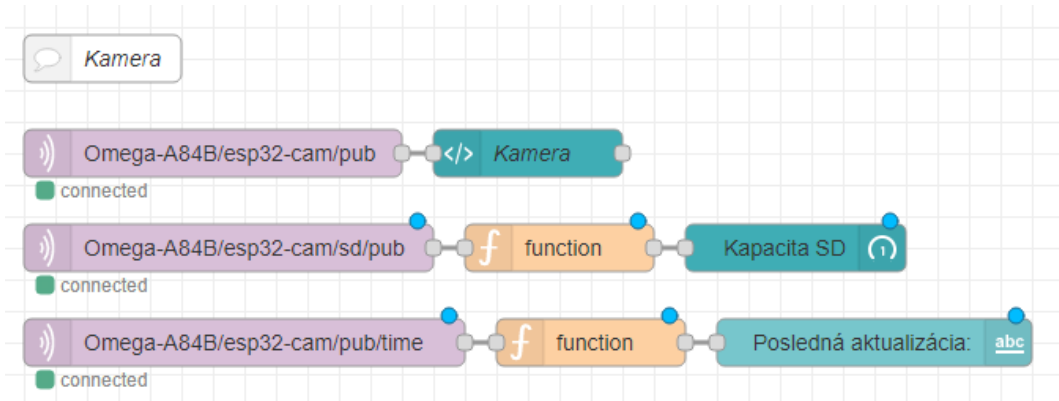 Kamera
Omega-A84B/esp32-cam/pub </> Kamera
connected
Omega-A84B/esp32-cam/sd/pub f function Kapacita SD 1
connected
Omega-A84B/esp32-cam/pub/time f function Posledná aktualizácia: abc
connected